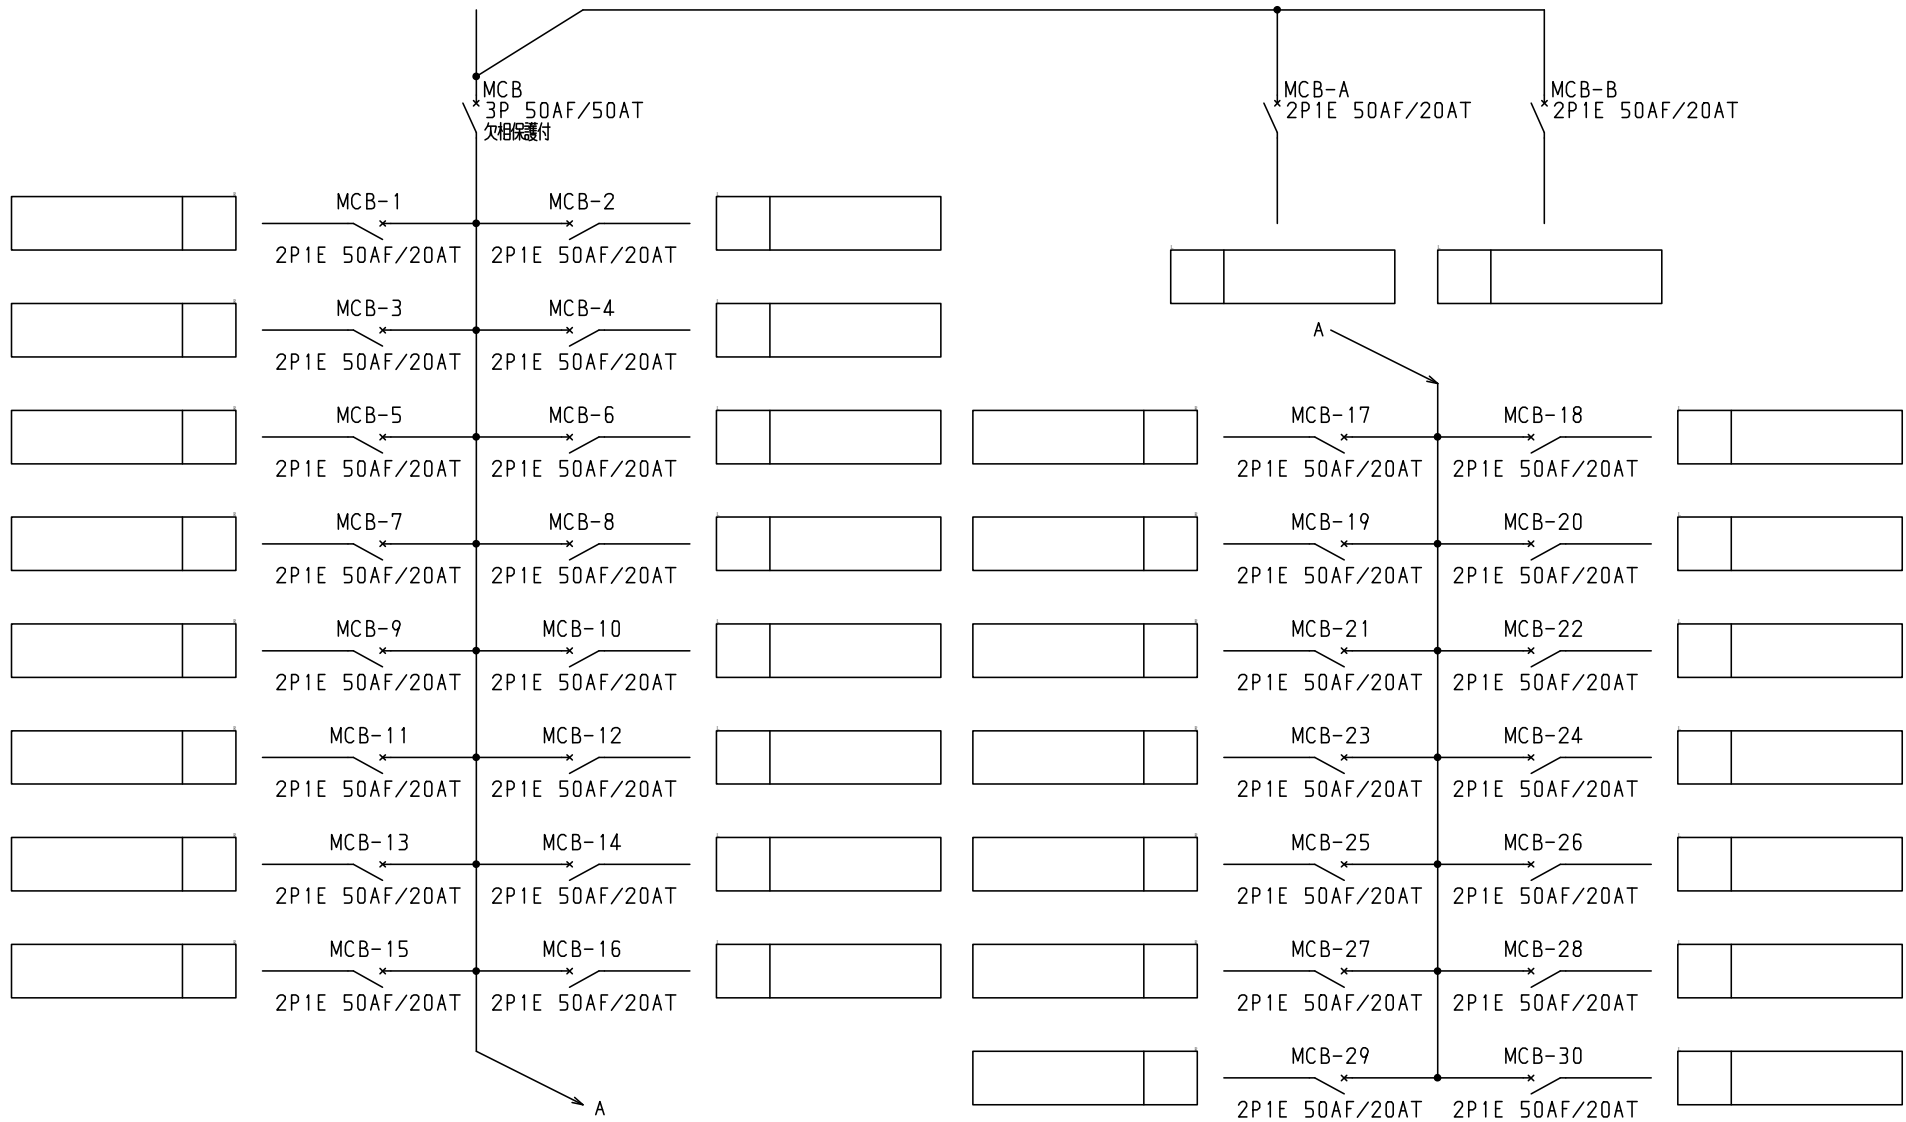 MCB
3P 50AF/50AT
欠相保護付
MCB-A
2P1E 50AF/20AT
MCB-B
2P1E 50AF/20AT
MCB-1
2P1E 50AF/20AT
MCB-2
2P1E 50AF/20AT
MCB-3
2P1E 50AF/20AT
MCB-4
2P1E 50AF/20AT
MCB-5
2P1E 50AF/20AT
MCB-6
2P1E 50AF/20AT
MCB-7
2P1E 50AF/20AT
MCB-8
2P1E 50AF/20AT
MCB-9
2P1E 50AF/20AT
MCB-10
2P1E 50AF/20AT
MCB-11
2P1E 50AF/20AT
MCB-12
2P1E 50AF/20AT
MCB-13
2P1E 50AF/20AT
MCB-14
2P1E 50AF/20AT
MCB-15
2P1E 50AF/20AT
MCB-16
2P1E 50AF/20AT
A
A
MCB-17
2P1E 50AF/20AT
MCB-18
2P1E 50AF/20AT
MCB-19
2P1E 50AF/20AT
MCB-20
2P1E 50AF/20AT
MCB-21
2P1E 50AF/20AT
MCB-22
2P1E 50AF/20AT
MCB-23
2P1E 50AF/20AT
MCB-24
2P1E 50AF/20AT
MCB-25
2P1E 50AF/20AT
MCB-26
2P1E 50AF/20AT
MCB-27
2P1E 50AF/20AT
MCB-28
2P1E 50AF/20AT
MCB-29
2P1E 50AF/20AT
MCB-30
2P1E 50AF/20AT